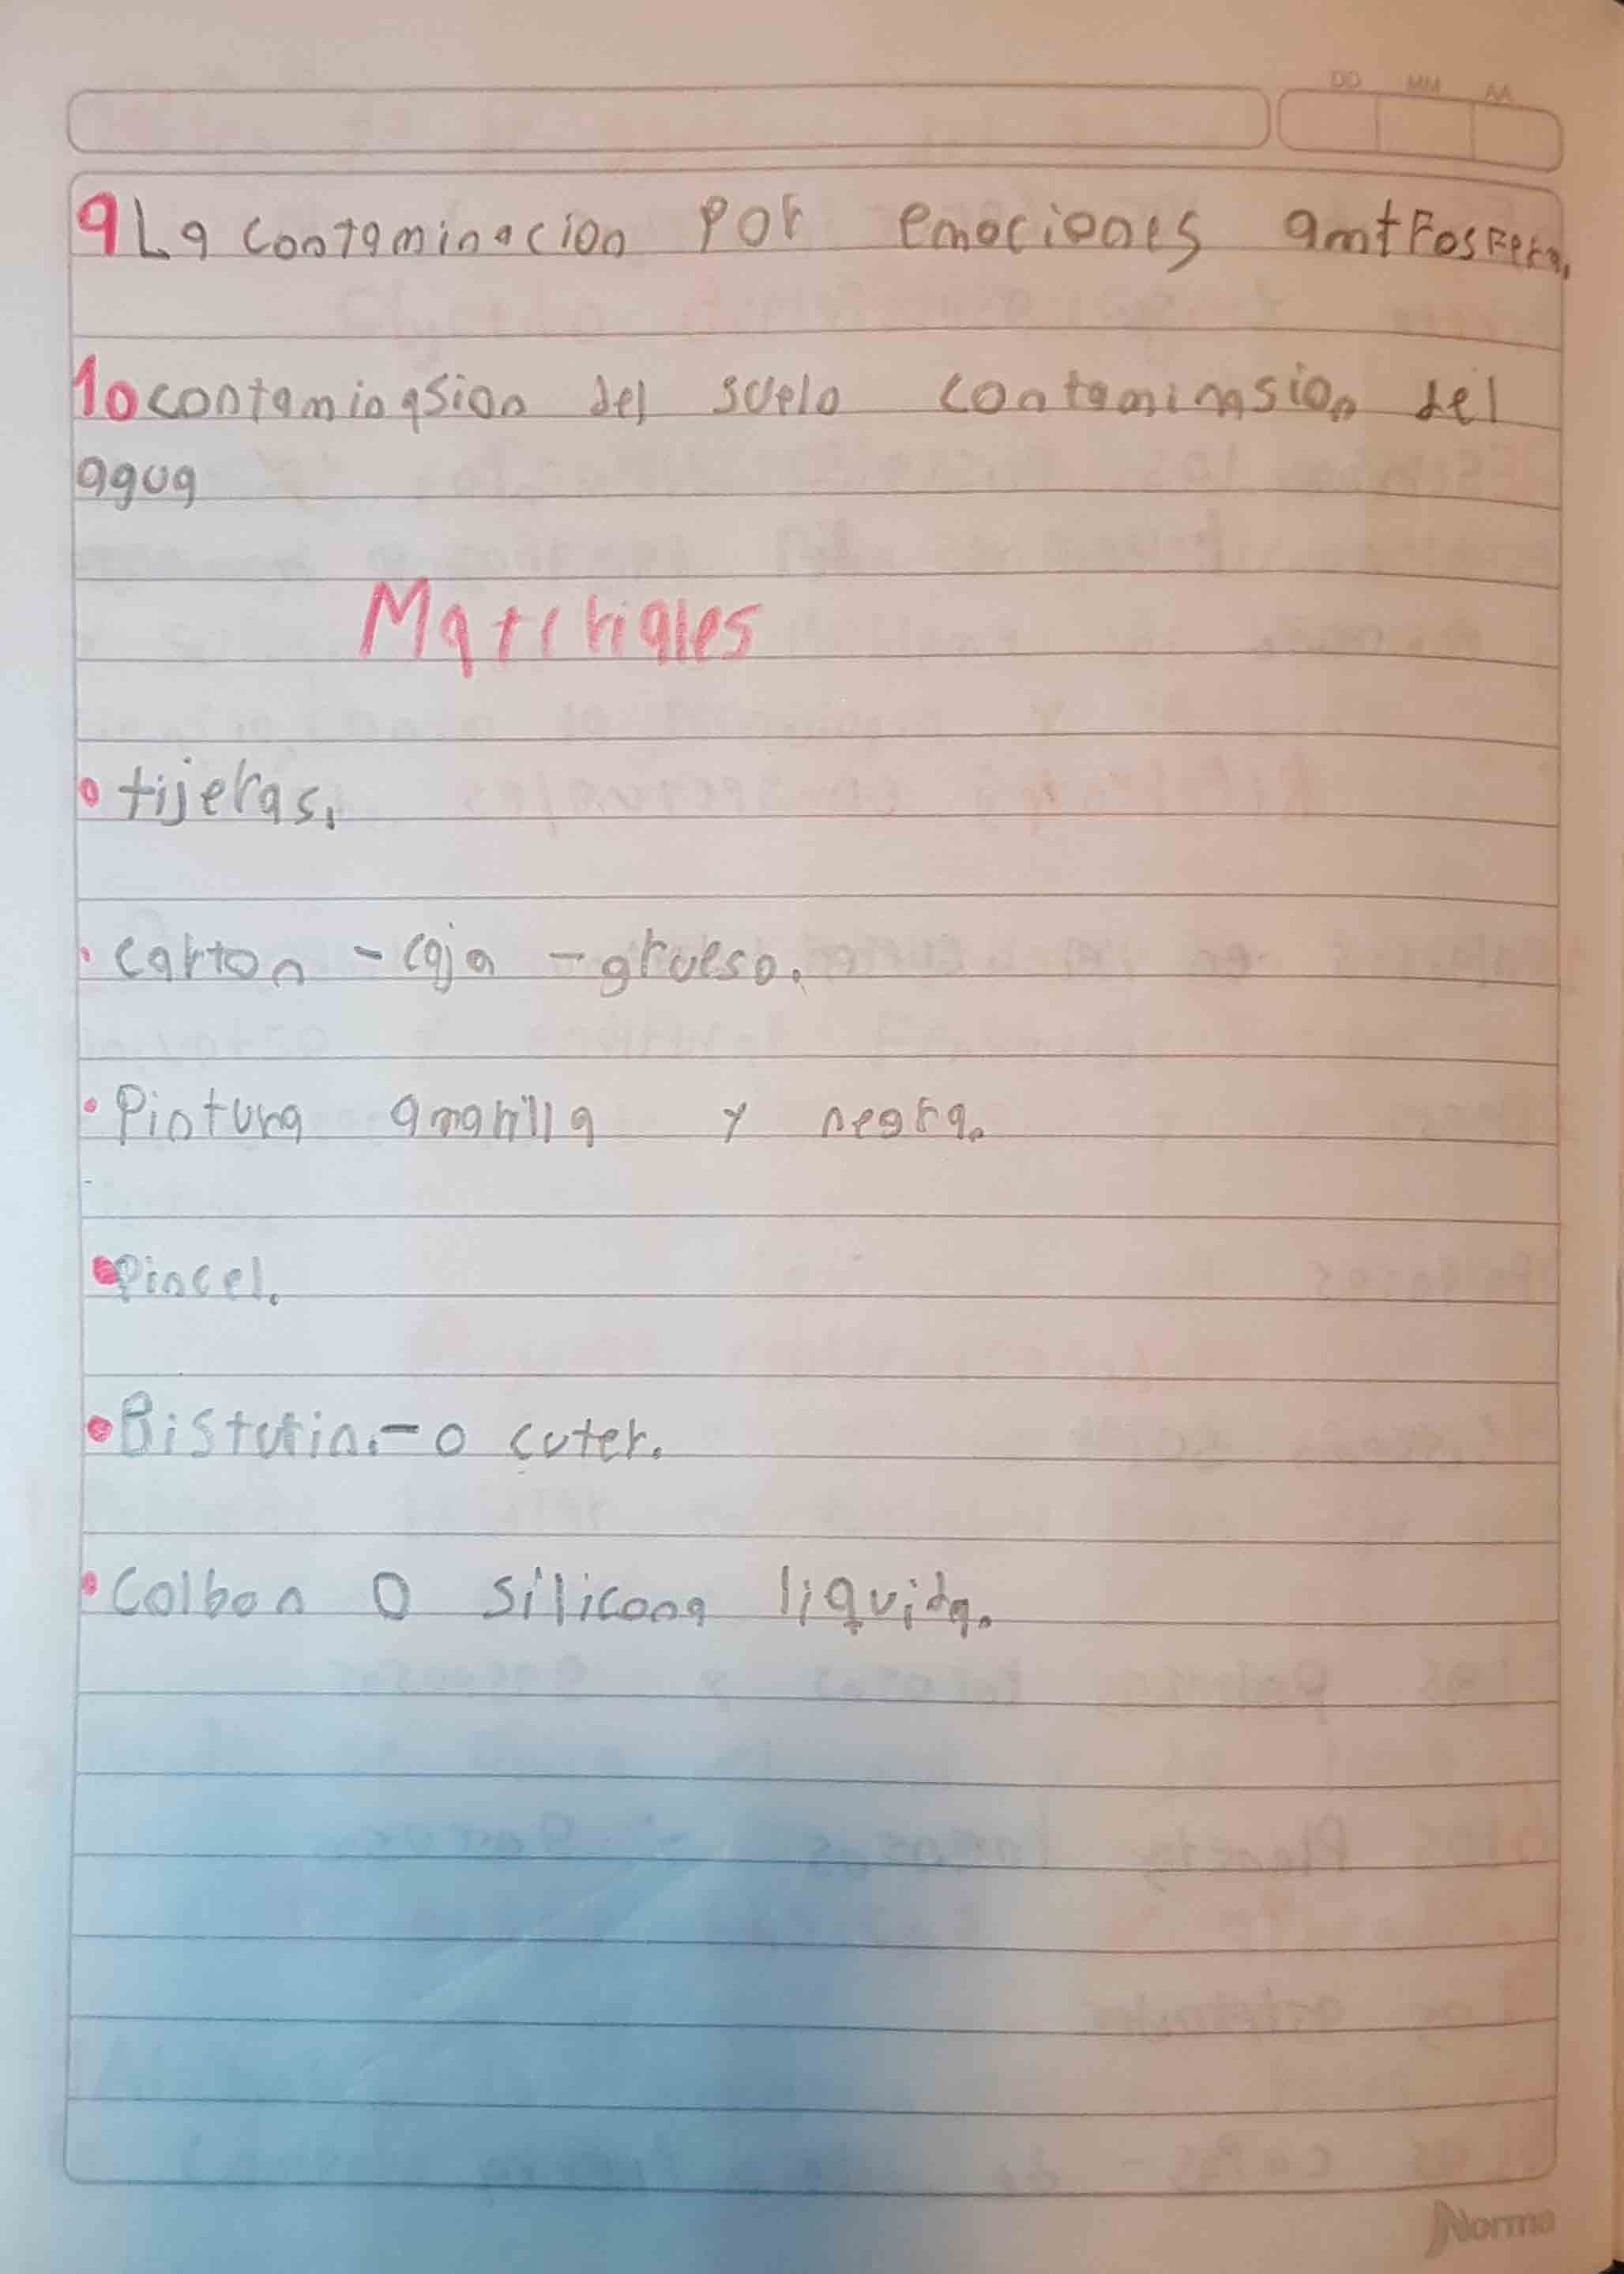 DD MM AA
9 La contaminacion por emociones amtFosFera.
10 contaminasion del suelo contaminasion del
agua
Materiales
• tijeras.
• carton - caja - grueso.
• Pintura amarilla y negra.
• Pincel.
• Bisturin. - o cuter.
• Colbon o silicona liquida.
Norma